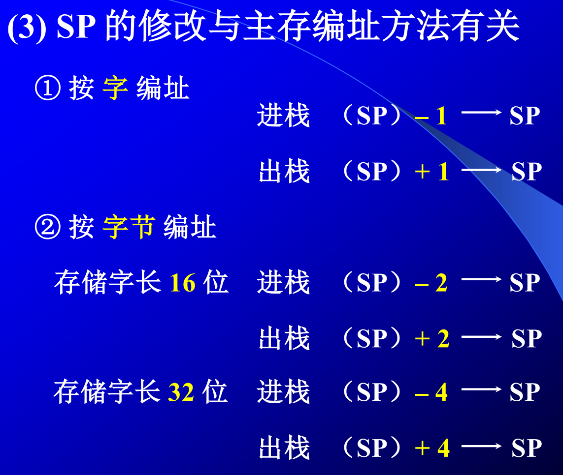 (3) SP 的修改与主存编址方法有关
① 按 字 编址
进栈 （SP）– 1 → SP
出栈 （SP）+ 1 → SP
② 按 字节 编址
存储字长 16 位 进栈 （SP）– 2 → SP
出栈 （SP）+ 2 → SP
存储字长 32 位 进栈 （SP）– 4 → SP
出栈 （SP）+ 4 → SP